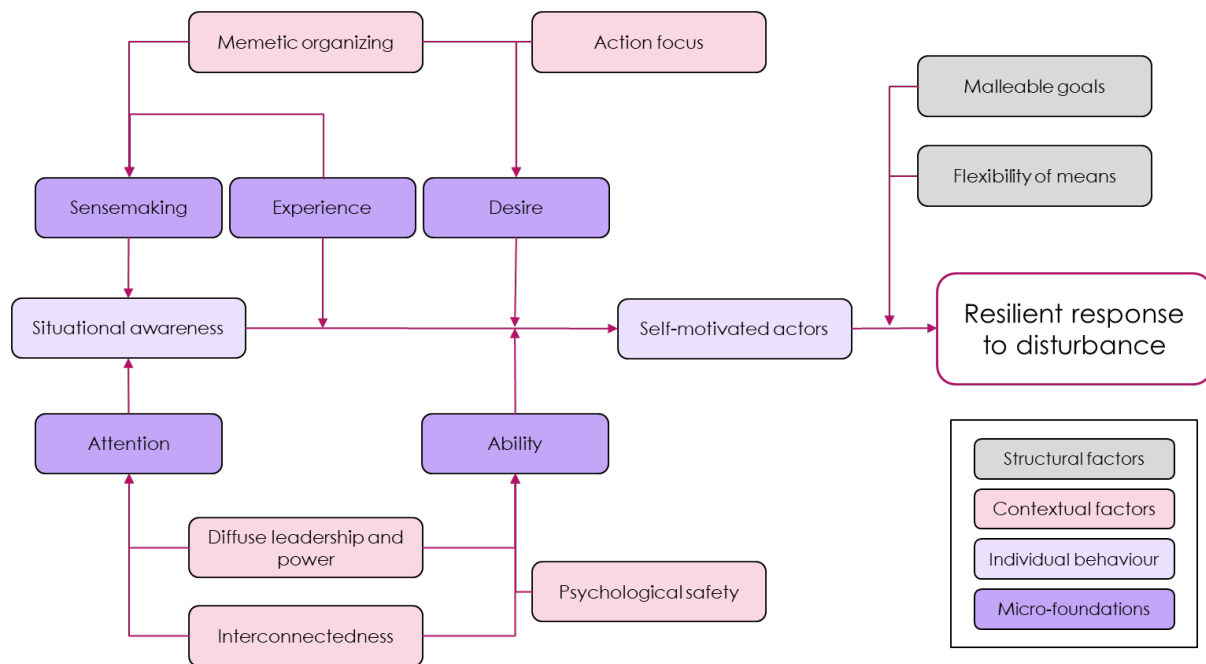 Memetic organizing
Action focus
Malleable goals
Flexibility of means
Sensemaking
Experience
Desire
Situational awareness
Self-motivated actors
Resilient response
to disturbance
Attention
Ability
Diffuse leadership and
power
Psychological safety
Interconnectedness
Structural factors
Contextual factors
Individual behaviour
Micro-foundations